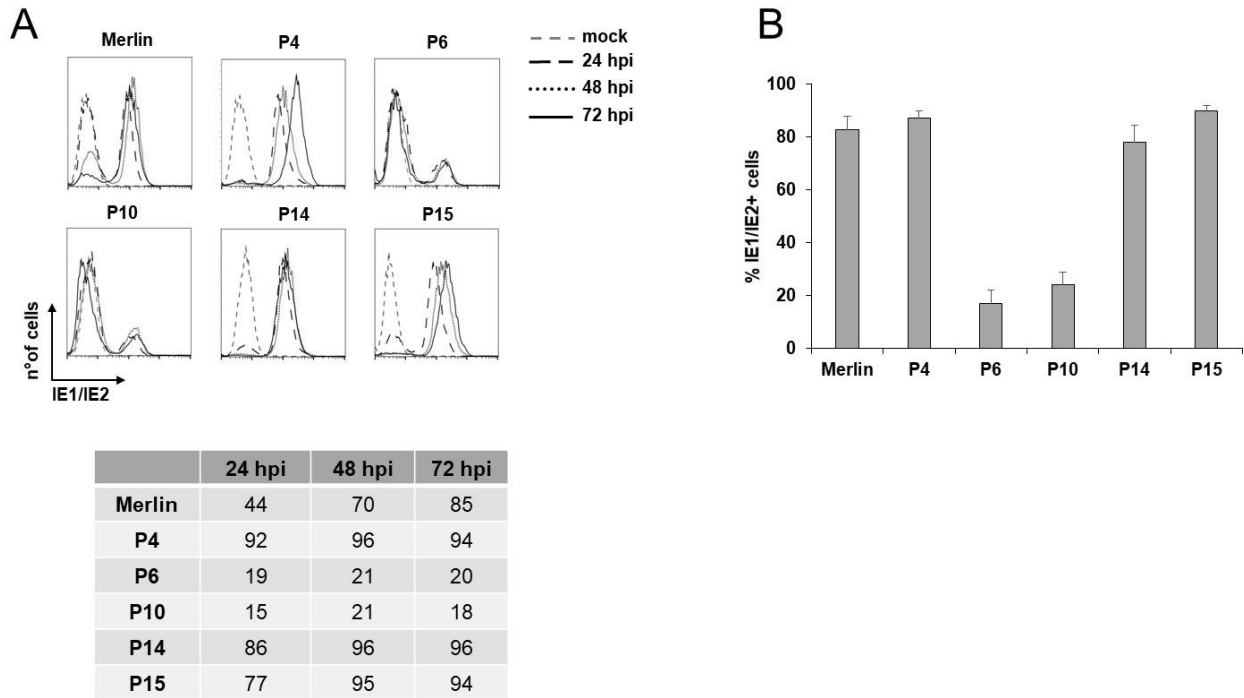 A
Merlin P4 P6
mock
24 hpi
48 hpi
72 hpi
P10 P14 P15
n°of cells
IE1/IE2
24 hpi 48 hpi 72 hpi
Merlin 44 70 85
P4 92 96 94
P6 19 21 20
P10 15 21 18
P14 86 96 96
P15 77 95 94
B
% IE1/IE2+ cells
100
80
60
40
20
0
Merlin P4 P6 P10 P14 P15